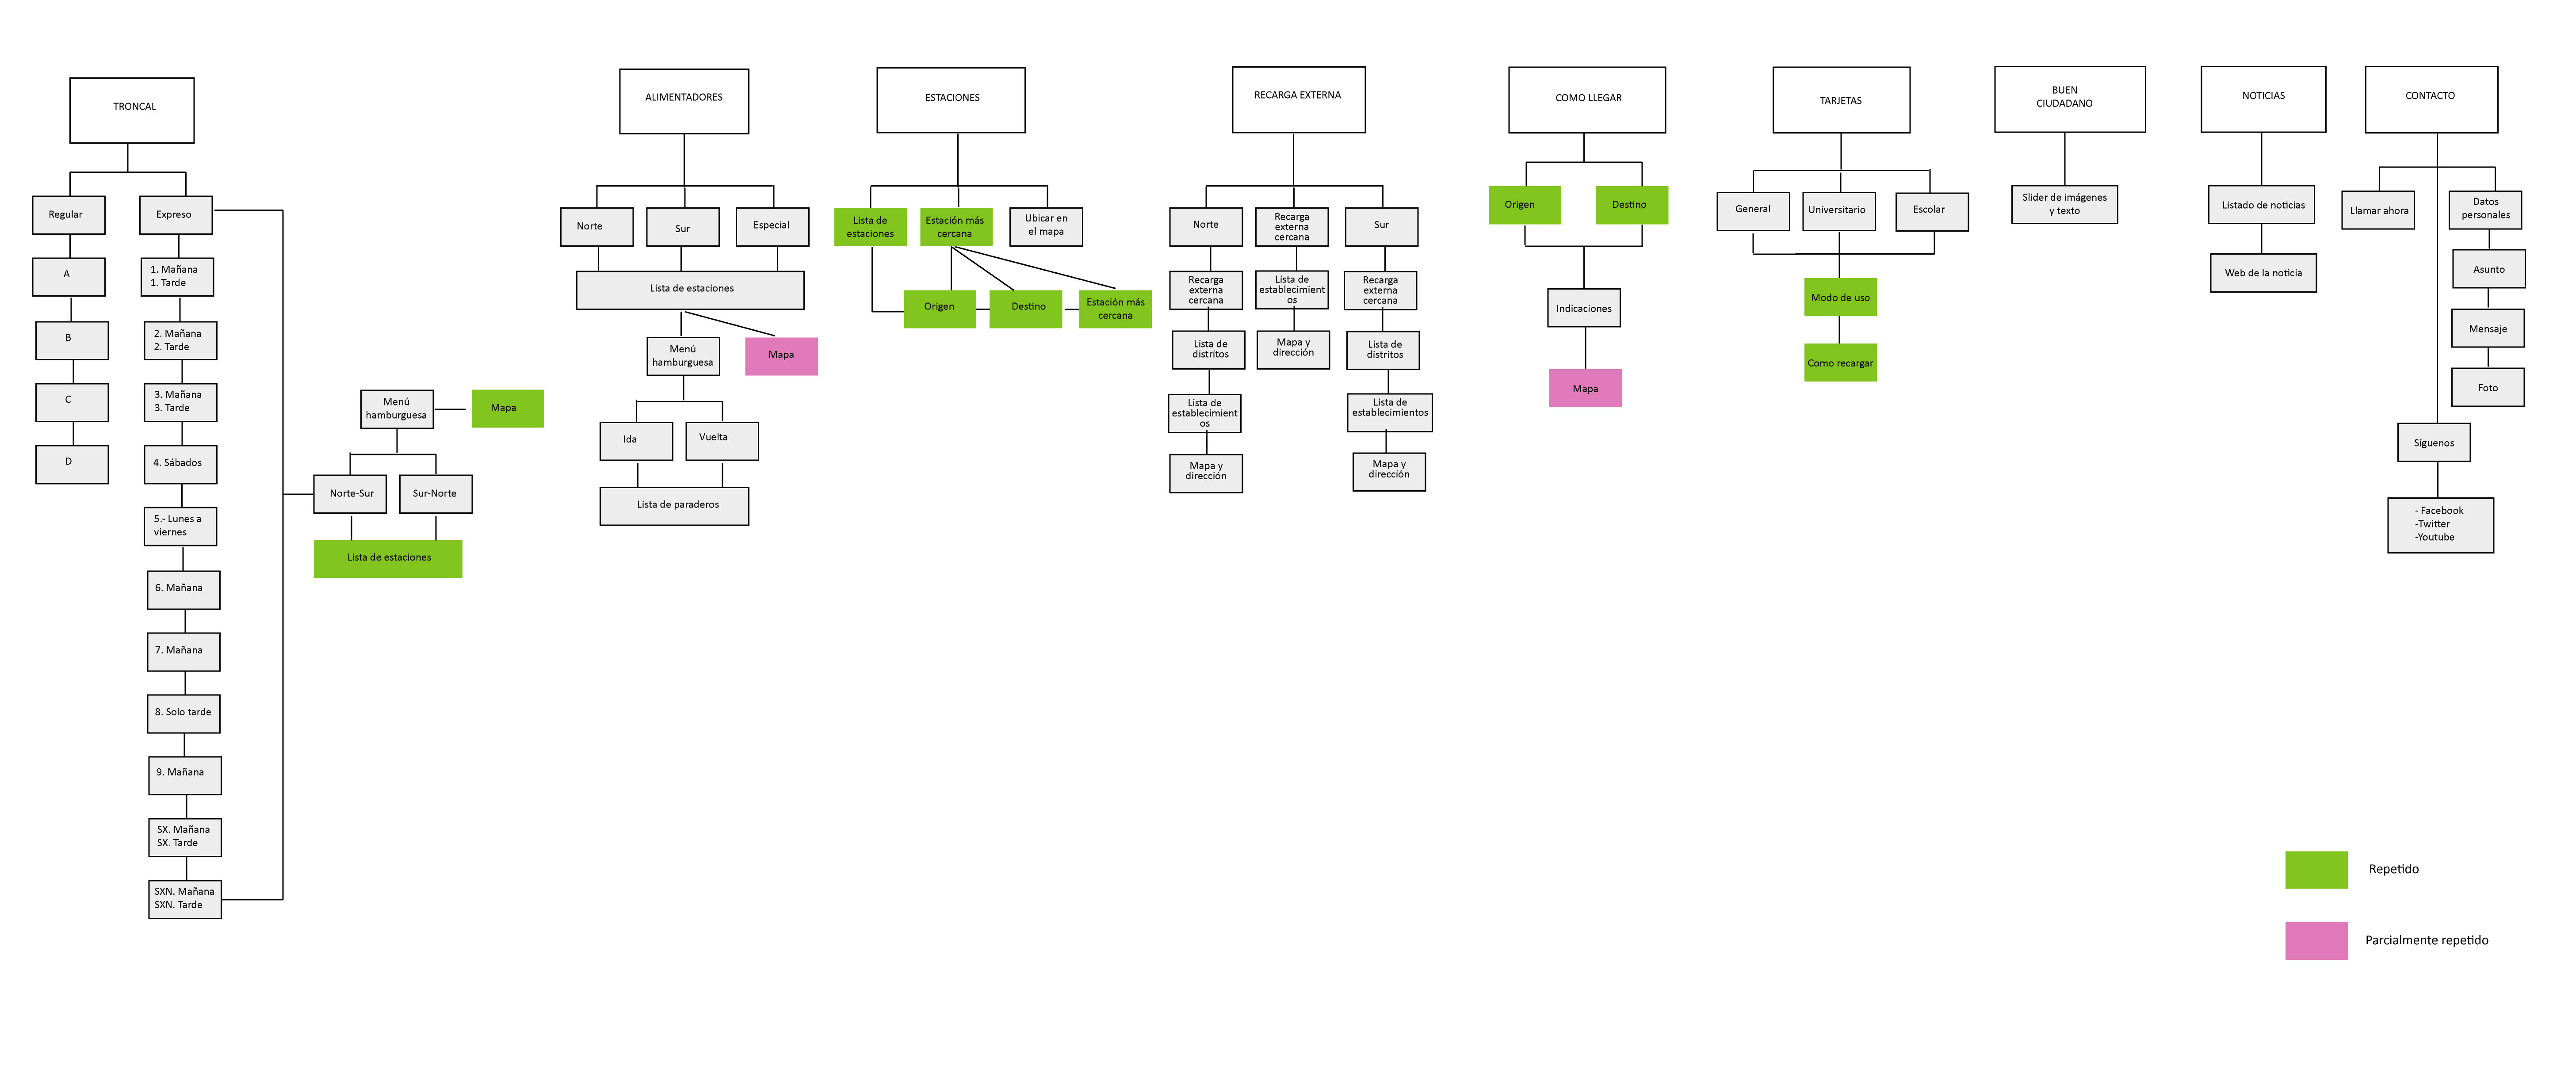 TRONCAL
Regular
A
B
C
D
Expreso
1. Mañana
1. Tarde
2. Mañana
2. Tarde
3. Mañana
3. Tarde
4. Sábados
5.- Lunes a
viernes
6. Mañana
7. Mañana
8. Solo tarde
9. Mañana
SX. Mañana
SX. Tarde
SXN. Mañana
SXN. Tarde
Menú
hamburguesa
Mapa
Norte-Sur
Sur-Norte
Lista de estaciones
ALIMENTADORES
Norte
Sur
Especial
Lista de estaciones
Menú
hamburguesa
Mapa
Ida
Vuelta
Lista de paraderos
ESTACIONES
Lista de
estaciones
Estación más
cercana
Ubicar en
el mapa
Origen
Destino
Estación más
cercana
RECARGA EXTERNA
Norte
Recarga
externa
cercana
Lista de
distritos
Lista de
establecimient
os
Mapa y
dirección
Recarga
externa
cercana
Lista de
establecimient
os
Mapa y
dirección
Sur
Recarga
externa
cercana
Lista de
distritos
Lista de
establecimientos
Mapa y
dirección
COMO LLEGAR
Origen
Destino
Indicaciones
Mapa
TARJETAS
General
Universitario
Escolar
Modo de uso
Como recargar
BUEN
CIUDADANO
Slider de imágenes
y texto
NOTICIAS
Listado de noticias
Web de la noticia
CONTACTO
Llamar ahora
Datos
personales
Asunto
Mensaje
Foto
Síguenos
- Facebook
-Twitter
-Youtube
Repetido
Parcialmente repetido